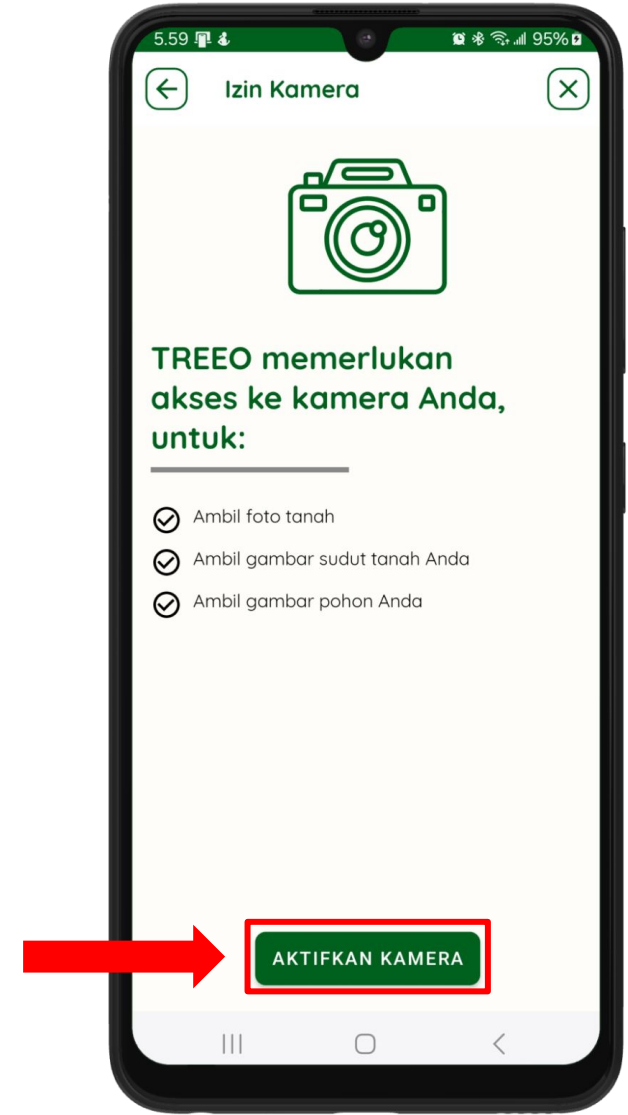 5.59 95%
Izin Kamera
TREEO memerlukan
akses ke kamera Anda,
untuk:
Ambil foto tanah
Ambil gambar sudut tanah Anda
Ambil gambar pohon Anda
AKTIFKAN KAMERA